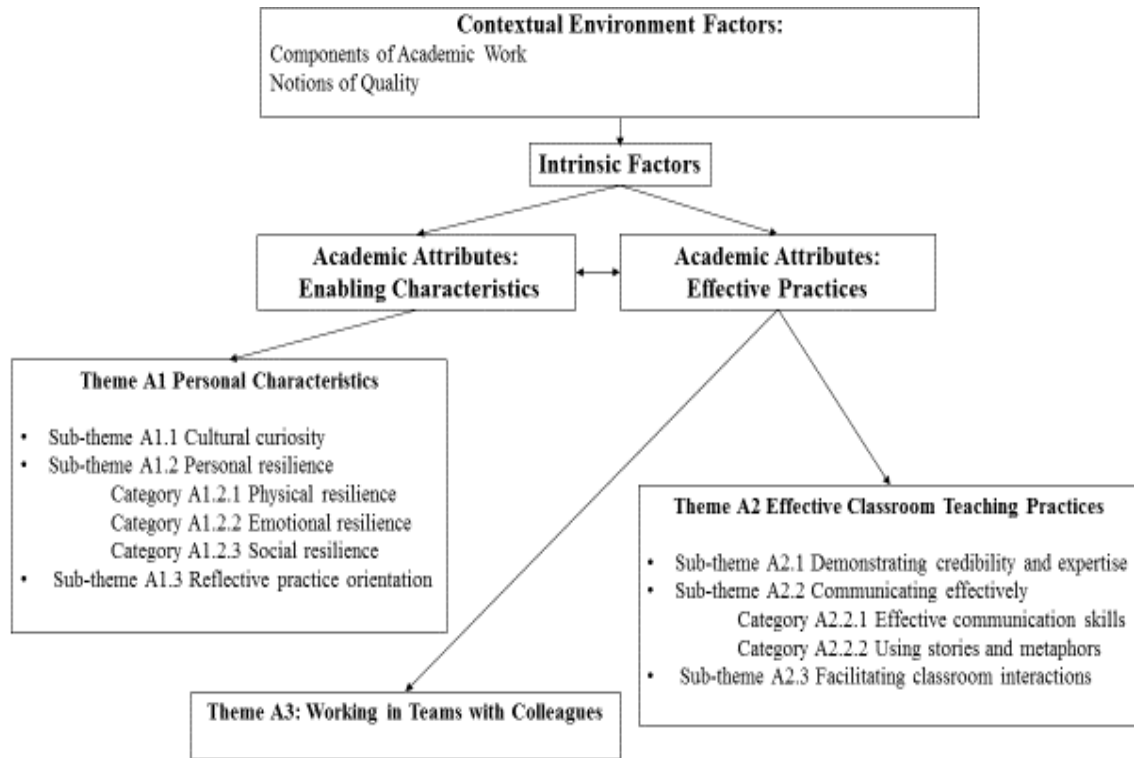 Contextual Environment Factors:
Components of Academic Work
Notions of Quality
Intrinsic Factors
Academic Attributes:
Enabling Characteristics
Academic Attributes:
Effective Practices
Theme A1 Personal Characteristics
• Sub-theme A1.1 Cultural curiosity
• Sub-theme A1.2 Personal resilience
Category A1.2.1 Physical resilience
Category A1.2.2 Emotional resilience
Category A1.2.3 Social resilience
• Sub-theme A1.3 Reflective practice orientation
Theme A2 Effective Classroom Teaching Practices
• Sub-theme A2.1 Demonstrating credibility and expertise
• Sub-theme A2.2 Communicating effectively
Category A2.2.1 Effective communication skills
Category A2.2.2 Using stories and metaphors
• Sub-theme A2.3 Facilitating classroom interactions
Theme A3: Working in Teams with Colleagues